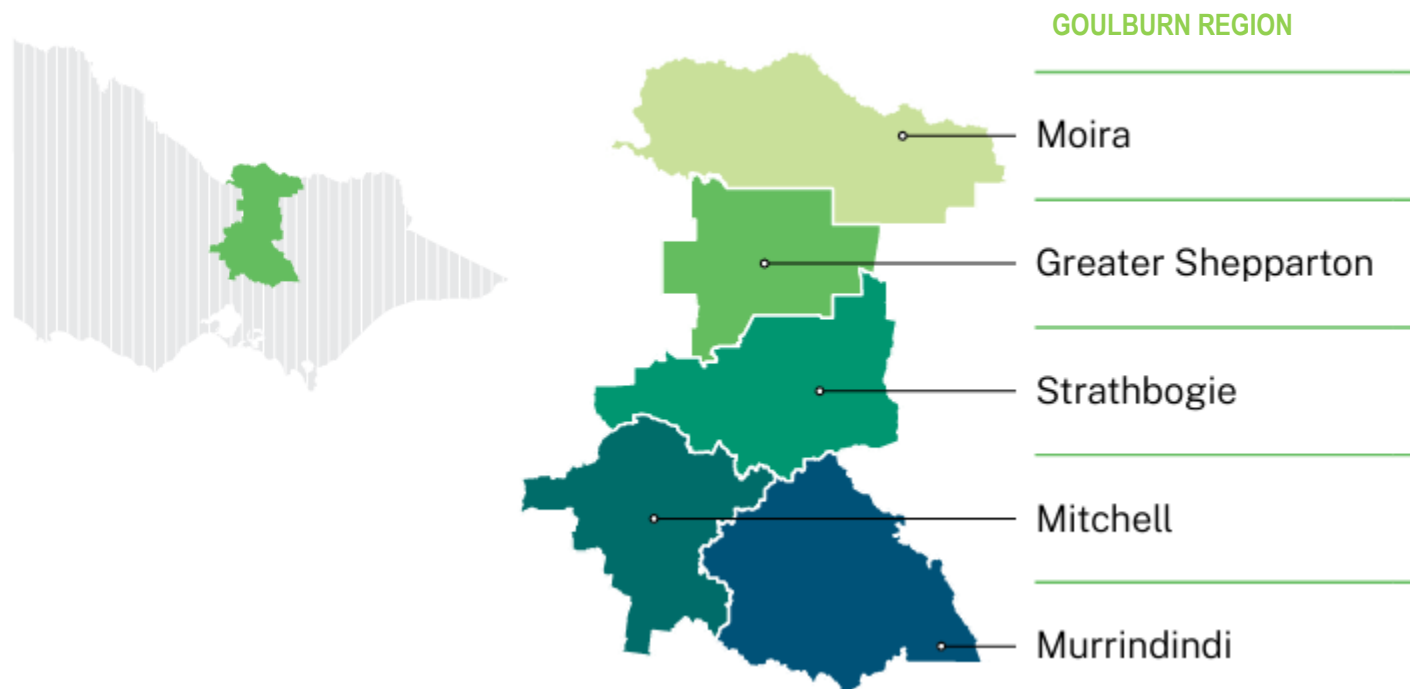 GOULBURN REGION
Moira
Greater Shepparton
Strathbogie
Mitchell
Murrindindi